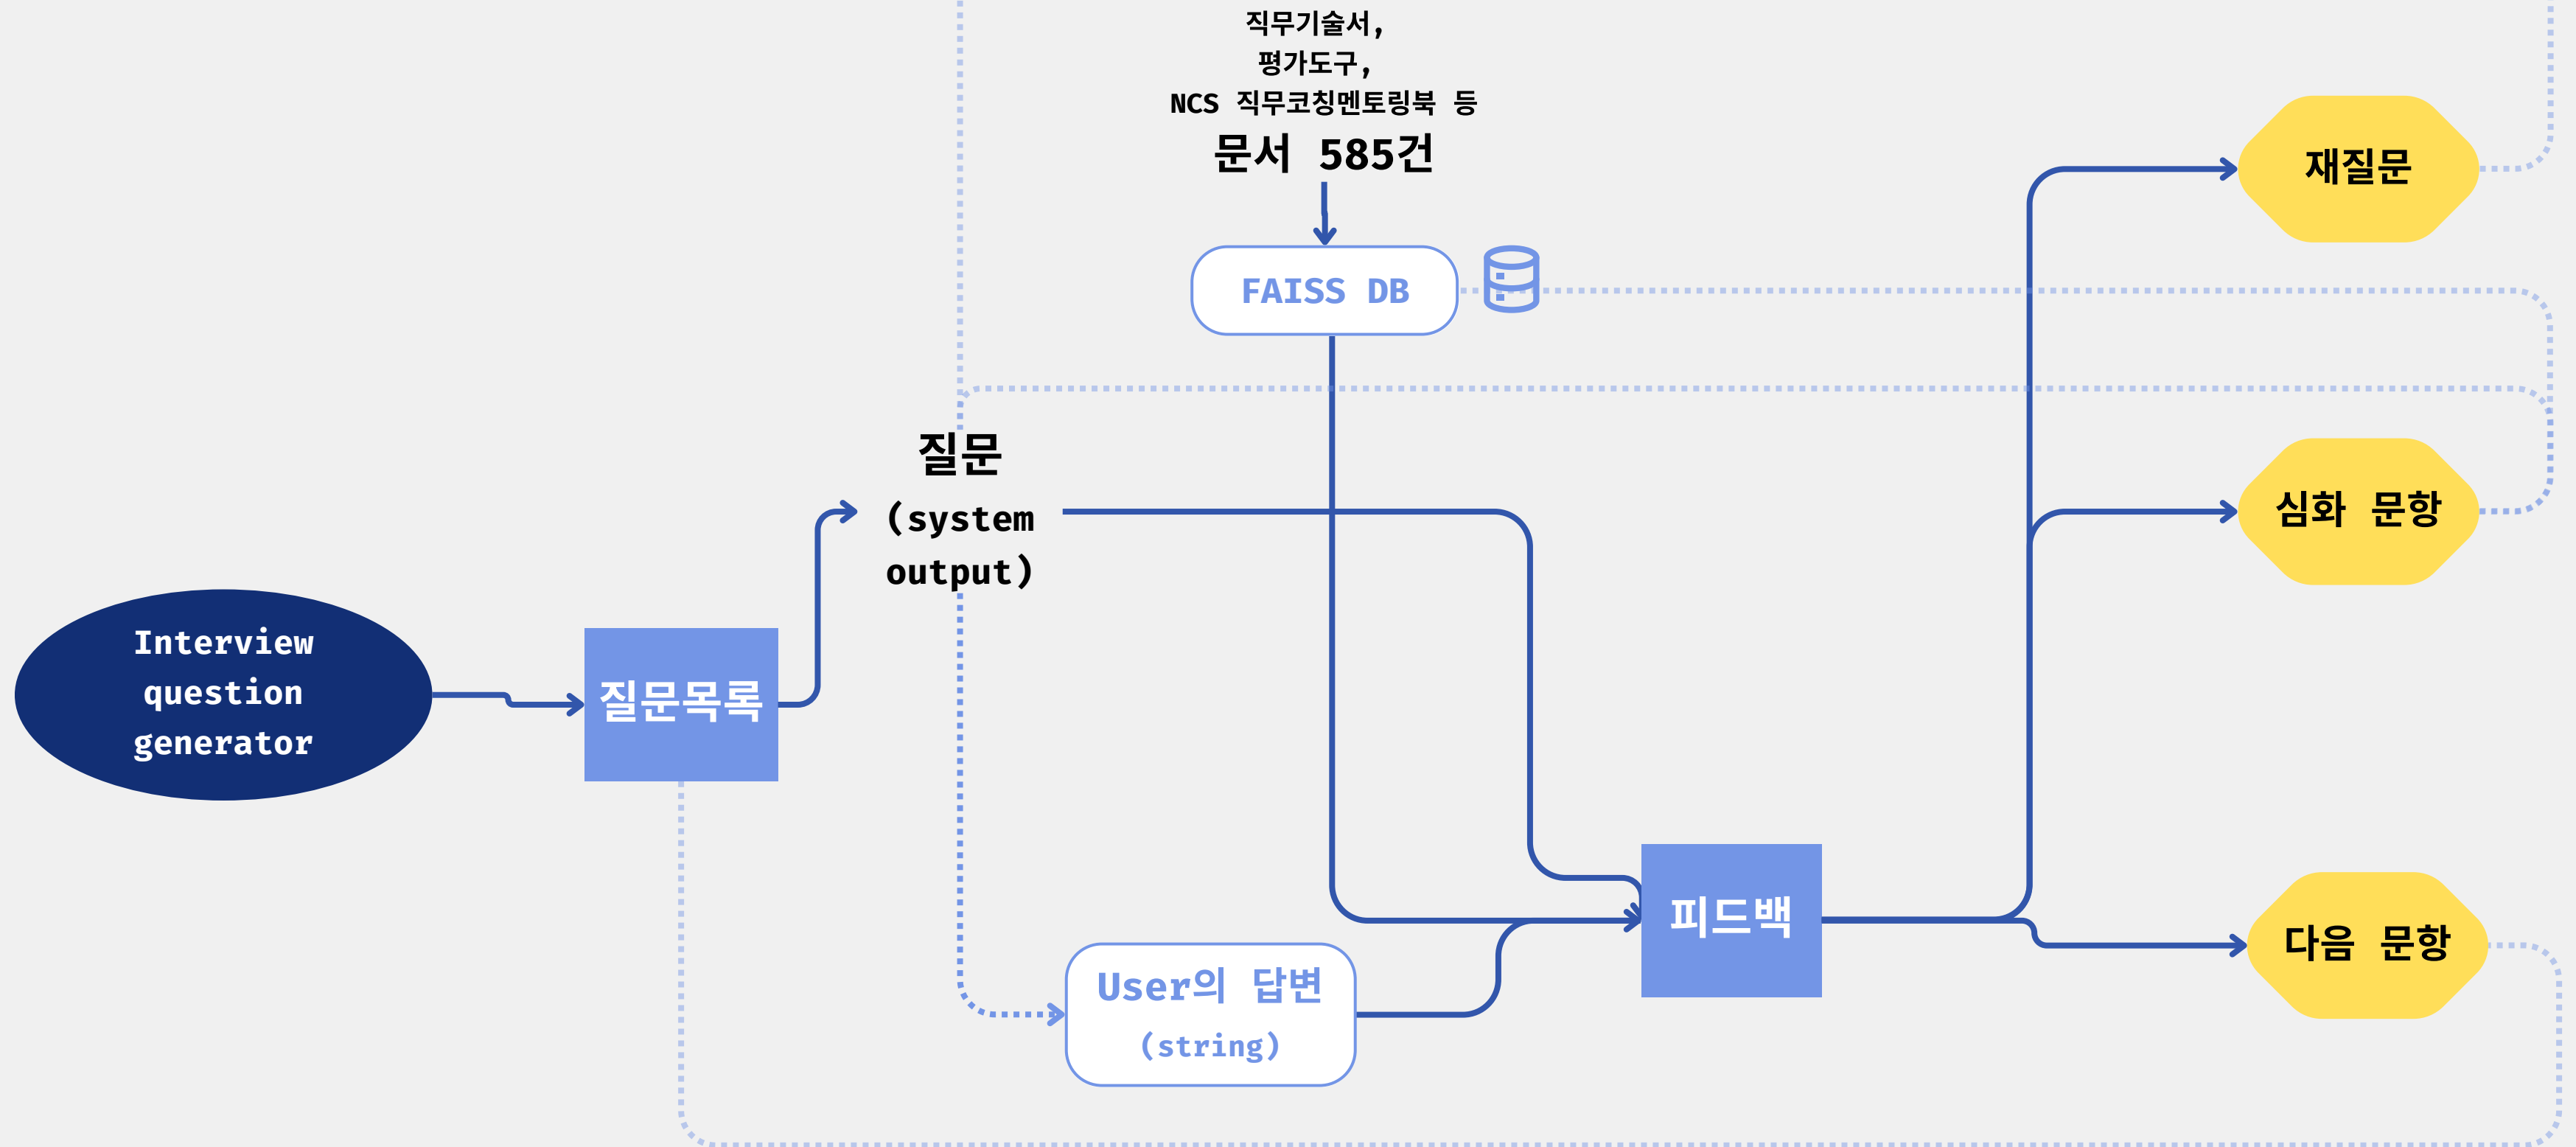 직무기술서,
평가도구,
NCS 직무코칭멘토링북 등
문서 585건
재질문
FAISS DB
질문
(system
output)
심화 문항
Interview
question
generator
질문목록
피드백
다음 문항
User의 답변
(string)